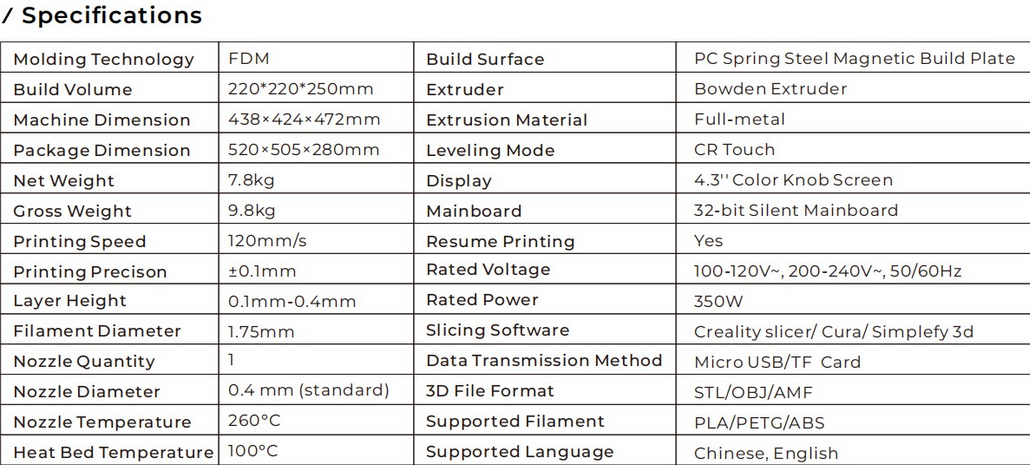 / Specifications
Molding Technology FDM Build Surface PC Spring Steel Magnetic Build Plate
Build Volume 220*220*250mm Extruder Bowden Extruder
Machine Dimension 438×424×472mm Extrusion Material Full-metal
Package Dimension 520×505×280mm Leveling Mode CR Touch
Net Weight 7.8kg Display 4.3'' Color Knob Screen
Gross Weight 9.8kg Mainboard 32-bit Silent Mainboard
Printing Speed 120mm/s Resume Printing Yes
Printing Precison ±0.1mm Rated Voltage 100-120V~, 200-240V~, 50/60Hz
Layer Height 0.1mm-0.4mm Rated Power 350W
Filament Diameter 1.75mm Slicing Software Creality slicer/ Cura/ Simplefy 3d
Nozzle Quantity 1 Data Transmission Method Micro USB/TF Card
Nozzle Diameter 0.4 mm (standard) 3D File Format STL/OBJ/AMF
Nozzle Temperature 260°C Supported Filament PLA/PETG/ABS
Heat Bed Temperature 100°C Supported Language Chinese, English